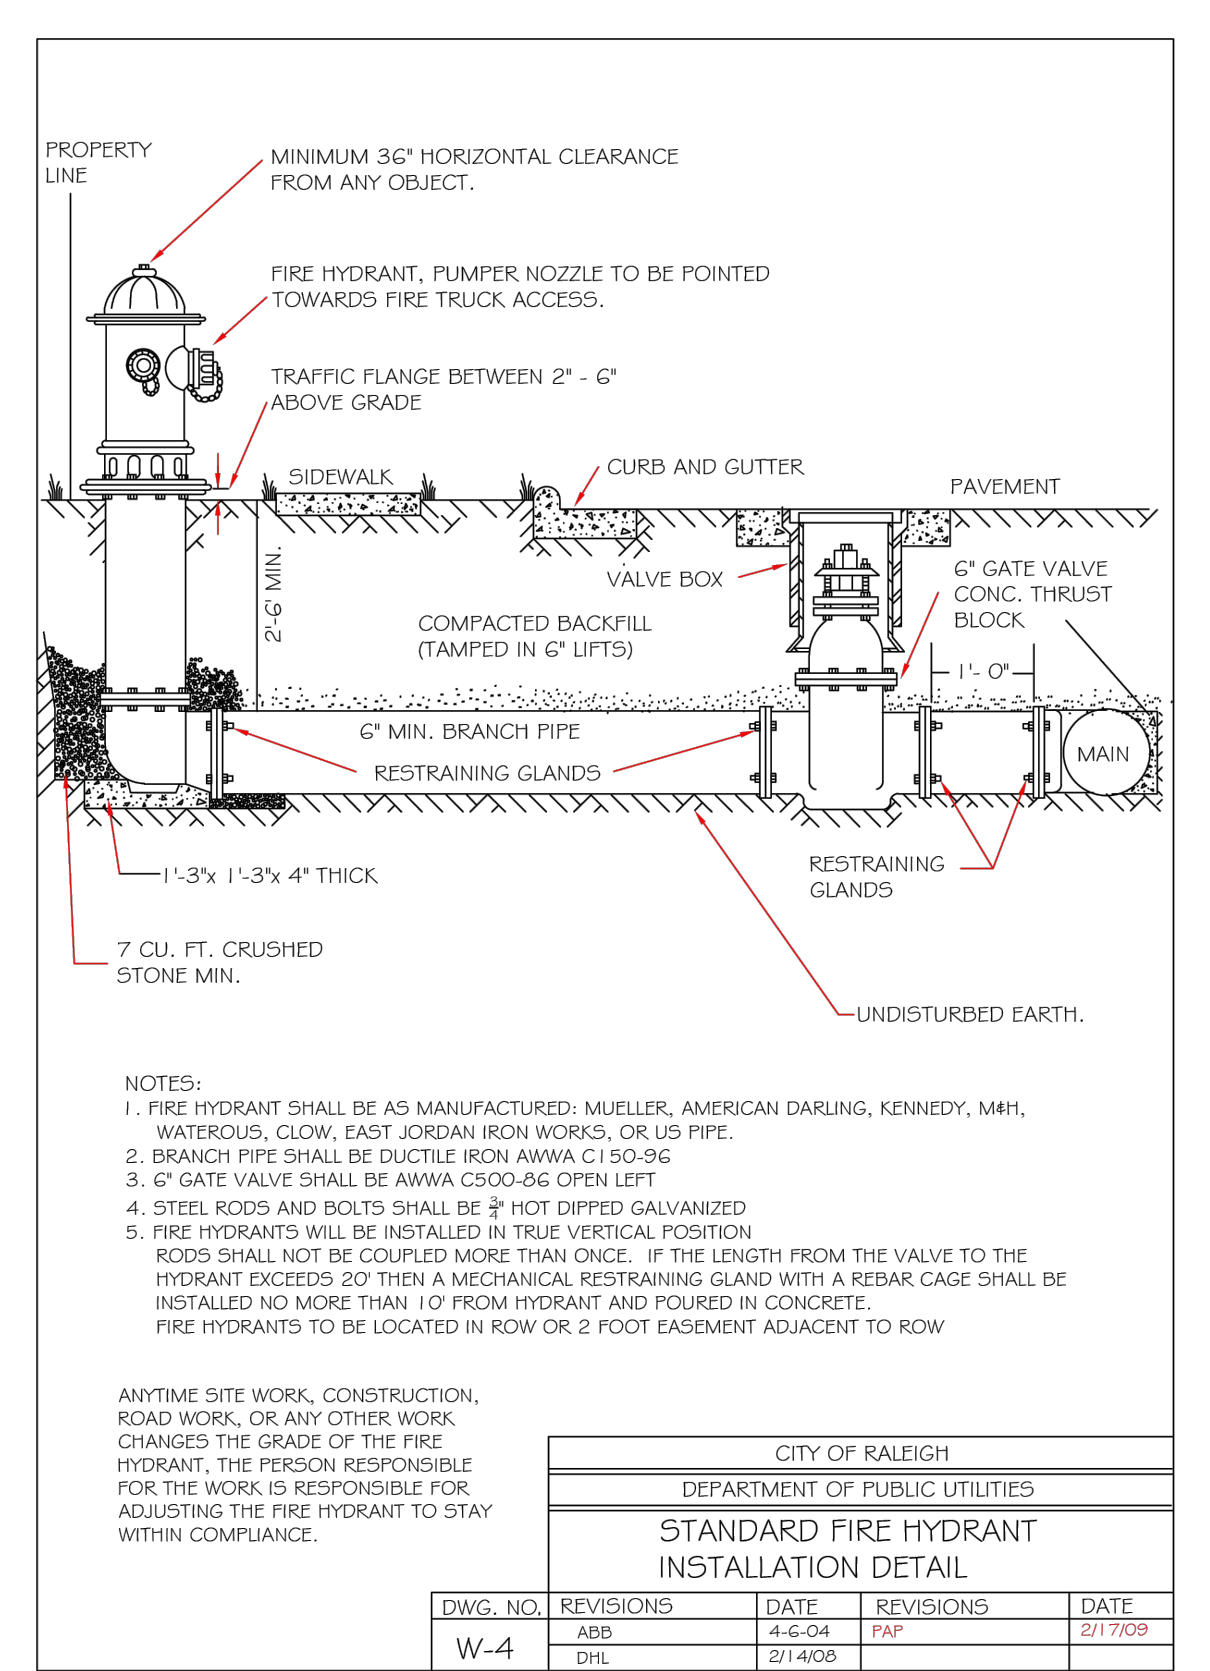 PROPERTY
LINE
MINIMUM 36" HORIZONTAL CLEARANCE
FROM ANY OBJECT.
FIRE HYDRANT, PUMPER NOZZLE TO BE POINTED
TOWARDS FIRE TRUCK ACCESS.
TRAFFIC FLANGE BETWEEN 2" - 6"
ABOVE GRADE
SIDEWALK
CURB AND GUTTER
PAVEMENT
2'-6' MIN.
VALVE BOX
6" GATE VALVE
CONC. THRUST
BLOCK
COMPACTED BACKFILL
(TAMPED IN 6" LIFTS)
1'- 0"
6" MIN. BRANCH PIPE
MAIN
RESTRAINING GLANDS
RESTRAINING
GLANDS
1'-3"x 1'-3"x 4" THICK
7 CU. FT. CRUSHED
STONE MIN.
UNDISTURBED EARTH.
NOTES:
1. FIRE HYDRANT SHALL BE AS MANUFACTURED: MUELLER, AMERICAN DARLING, KENNEDY, M&H,
WATEROUS, CLOW, EAST JORDAN IRON WORKS, OR US PIPE.
2. BRANCH PIPE SHALL BE DUCTILE IRON AWWA C150-96
3. 6" GATE VALVE SHALL BE AWWA C500-86 OPEN LEFT
4. STEEL RODS AND BOLTS SHALL BE 3/4" HOT DIPPED GALVANIZED
5. FIRE HYDRANTS WILL BE INSTALLED IN TRUE VERTICAL POSITION
RODS SHALL NOT BE COUPLED MORE THAN ONCE. IF THE LENGTH FROM THE VALVE TO THE
HYDRANT EXCEEDS 20' THEN A MECHANICAL RESTRAINING GLAND WITH A REBAR CAGE SHALL BE
INSTALLED NO MORE THAN 10' FROM HYDRANT AND POURED IN CONCRETE.
FIRE HYDRANTS TO BE LOCATED IN ROW OR 2 FOOT EASEMENT ADJACENT TO ROW
ANYTIME SITE WORK, CONSTRUCTION,
ROAD WORK, OR ANY OTHER WORK
CHANGES THE GRADE OF THE FIRE
HYDRANT, THE PERSON RESPONSIBLE
FOR THE WORK IS RESPONSIBLE FOR
ADJUSTING THE FIRE HYDRANT TO STAY
WITHIN COMPLIANCE.
CITY OF RALEIGH
DEPARTMENT OF PUBLIC UTILITIES
STANDARD FIRE HYDRANT
INSTALLATION DETAIL
DWG. NO. REVISIONS DATE REVISIONS DATE
W-4
ABB 4-6-04 PAP 2/17/09
DHL 2/14/08